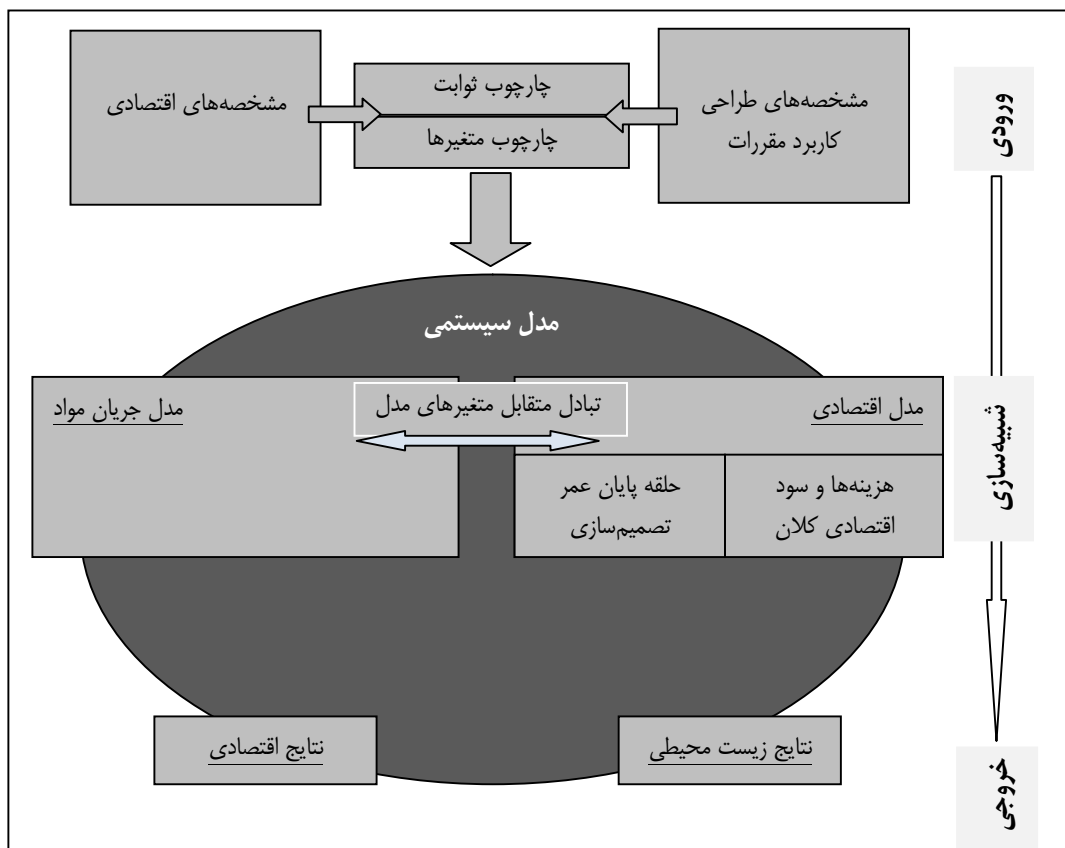 ورودی
مشخصه‌های طراحی
کاربرد مقررات
چارچوب ثوابت
چارچوب متغیرها
مشخصه‌های اقتصادی
مدل سیستمی
شبیه‌سازی
مدل اقتصادی
تبادل متقابل متغیرهای مدل
مدل جریان مواد
هزینه‌ها و سود
اقتصادی کلان
حلقه پایان عمر
تصمیم‌سازی
خروجی
نتایج زیست محیطی
نتایج اقتصادی